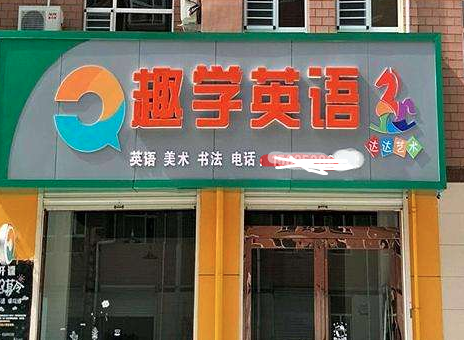 趣学英语
英语 美术 书法 电话
达达艺术